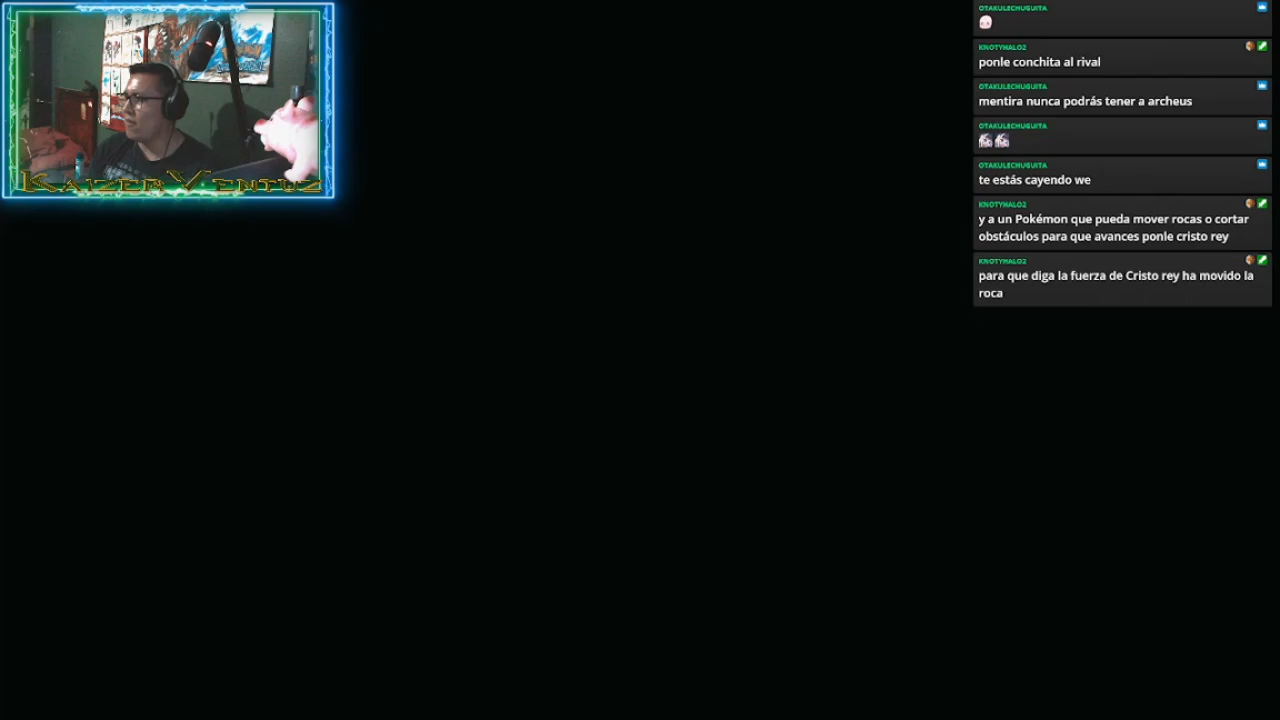 KaizerVentuz
OTAKULECHUGUITA
KNOTYHALO2
ponle conchita al rival
OTAKULECHUGUITA
mentira nunca podrás tener a archeus
OTAKULECHUGUITA
OTAKULECHUGUITA
te estás cayendo we
KNOTYHALO2
y a un Pokémon que pueda mover rocas o cortar
obstáculos para que avances ponle cristo rey
KNOTYHALO2
para que diga la fuerza de Cristo rey ha movido la
roca